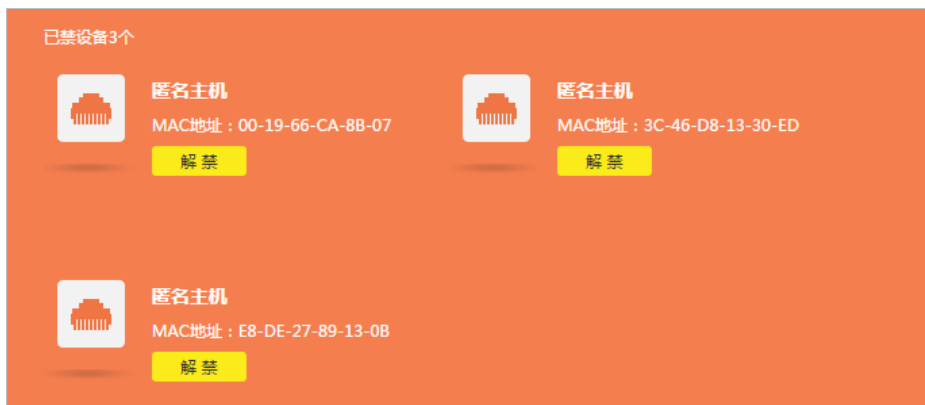 已禁设备3个
匿名主机
MAC地址：00-19-66-CA-8B-07
解 禁
匿名主机
MAC地址：3C-46-D8-13-30-ED
解 禁
匿名主机
MAC地址：E8-DE-27-89-13-0B
解 禁